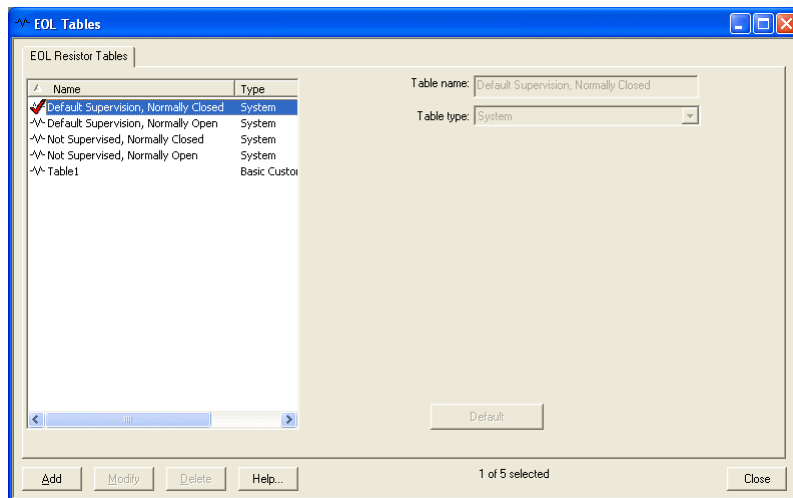 EOL Tables
EOL Resistor Tables
Name Type
Default Supervision, Normally Closed System
Default Supervision, Normally Open System
Not Supervised, Normally Closed System
Not Supervised, Normally Open System
Table1 Basic Custo
Table name: Default Supervision, Normally Closed
Table type: System
Default
Add Modify Delete Help... 1 of 5 selected Close